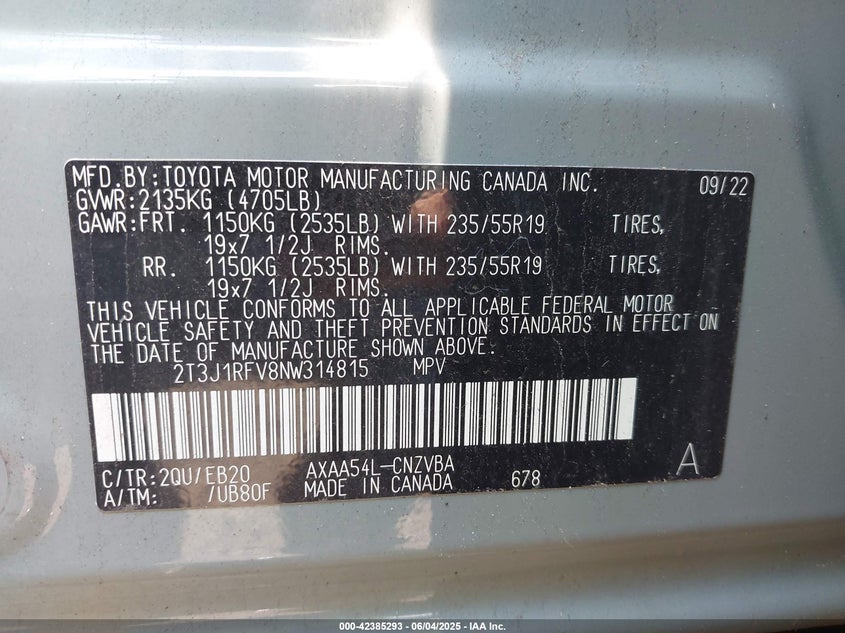 MFD.BY:TOYOTA MOTOR MANUFACTURING CANADA INC. 09/22
GVWR:2135KG (4705LB)
GAWR:FRT. 1150KG (2535LB) WITH 235/55R19 TIRES,
19x7 1/2J RIMS.
RR. 1150KG (2535LB) WITH 235/55R19 TIRES,
19x7 1/2J RIMS.
THIS VEHICLE CONFORMS TO ALL APPLICABLE FEDERAL MOTOR
VEHICLE SAFETY AND THEFT PREVENTION STANDARDS IN EFFECT ON
THE DATE OF MANUFACTURE SHOWN ABOVE.
2T3J1RFV8NW314815 MPV
C/TR:2QU/EB20 AXAA54L-CNZVBA A
A/TM: /UB80F MADE IN CANADA 678
000-42385293 - 06/04/2025 - IAA Inc.